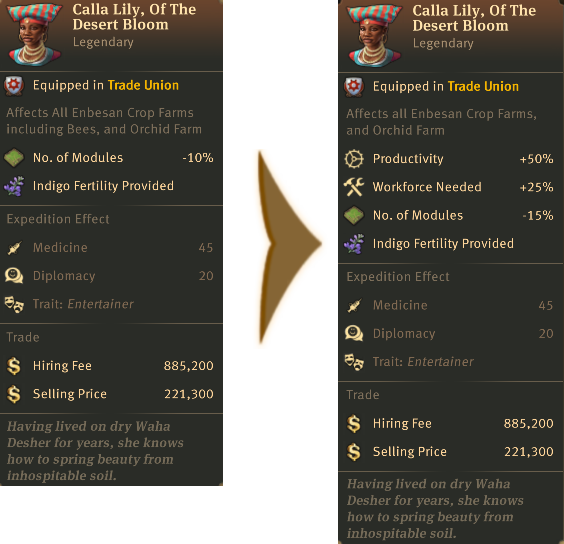 Calla Lily, Of The
Desert Bloom
Legendary
Equipped in Trade Union
Affects All Enbesan Crop Farms
including Bees, and Orchid Farm
No. of Modules -10%
Indigo Fertility Provided
Expedition Effect
Medicine 45
Diplomacy 20
Trait: Entertainer
Trade
Hiring Fee 885,200
Selling Price 221,300
Having lived on dry Waha
Desher for years, she knows
how to spring beauty from
inhospitable soil.
Calla Lily, Of The
Desert Bloom
Legendary
Equipped in Trade Union
Affects all Enbesan Crop Farms,
and Orchid Farm
Productivity +50%
Workforce Needed +25%
No. of Modules -15%
Indigo Fertility Provided
Expedition Effect
Medicine 45
Diplomacy 20
Trait: Entertainer
Trade
Hiring Fee 885,200
Selling Price 221,300
Having lived on dry Waha
Desher for years, she knows
how to spring beauty from
inhospitable soil.